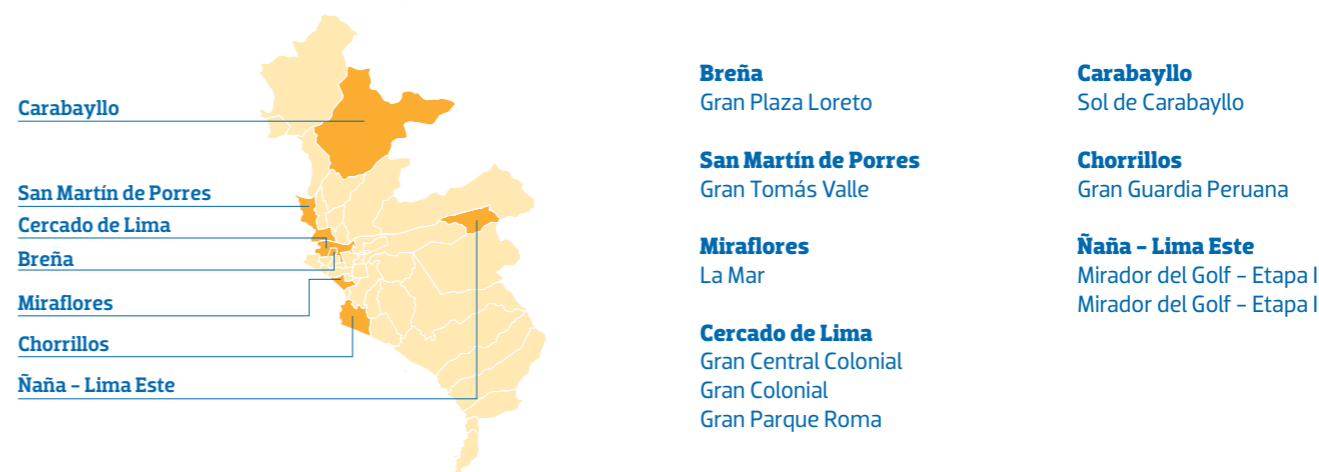 Carabayllo
San Martín de Porres
Cercado de Lima
Breña
Miraflores
Chorrillos
Ñaña – Lima Este
Breña
Gran Plaza Loreto
San Martín de Porres
Gran Tomás Valle
Miraflores
La Mar
Cercado de Lima
Gran Central Colonial
Gran Colonial
Gran Parque Roma
Carabayllo
Sol de Carabayllo
Chorrillos
Gran Guardia Peruana
Ñaña – Lima Este
Mirador del Golf – Etapa I
Mirador del Golf – Etapa I